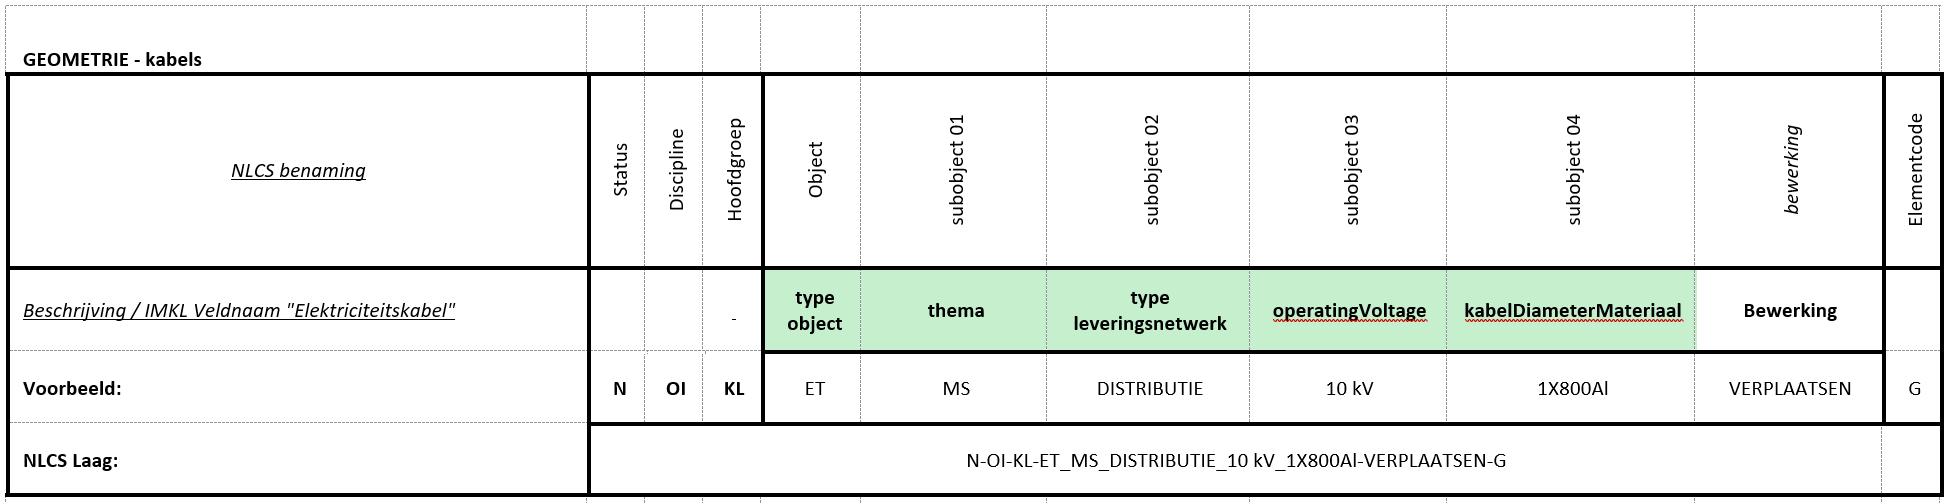 GEOMETRIE - kabels
NLCS benaming
Status
Discipline
Hoofdgroep
Object
subobject 01
subobject 02
subobject 03
subobject 04
bewerking
Elementcode
Beschrijving / IMKL Veldnaam "Elektriciteitskabel"
-
type
object
thema
type
leveringsnetwerk
operatingVoltage
kabelDiameterMateriaal
Bewerking
Voorbeeld:
N
OI
KL
ET
MS
DISTRIBUTIE
10 kV
1X800Al
VERPLAATSEN
G
NLCS Laag:
N-OI-KL-ET_MS_DISTRIBUTIE_10 kV_1X800Al-VERPLAATSEN-G